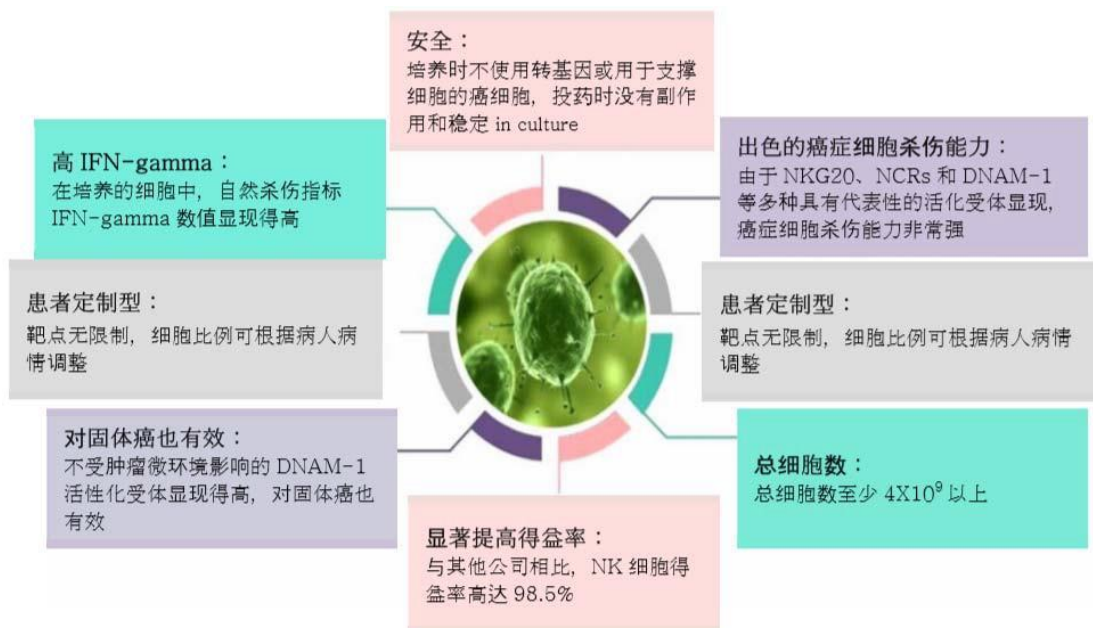 安全：
培养时不使用转基因或用于支撑
细胞的癌细胞，投药时没有副作
用和稳定 in culture
高 IFN-gamma：
在培养的细胞中，自然杀伤指标
IFN-gamma 数值显现得高
出色的癌症细胞杀伤能力：
由于 NKG20、NCRs 和 DNAM-1
等多种具有代表性的活化受体显现，
癌症细胞杀伤能力非常强
患者定制型：
靶点无限制，细胞比例可根据病人病
情调整
患者定制型：
靶点无限制，细胞比例可根据病人病情
调整
对固体癌也有效：
不受肿瘤微环境影响的 DNAM-1
活性化受体显现得高，对固体癌也
有效
总细胞数：
总细胞数至少 4X10⁹ 以上
显著提高得益率：
与其他公司相比，NK 细胞得
益率高达 98.5%